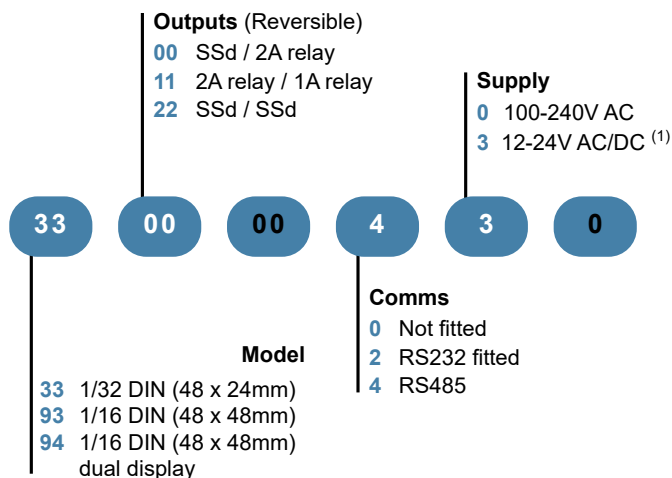 Outputs (Reversible)
00 SSd / 2A relay
11 2A relay / 1A relay
22 SSd / SSd
Supply
0 100-240V AC
3 12-24V AC/DC (1)
33 00 00 4 3 0
Comms
0 Not fitted
2 RS232 fitted
4 RS485
Model
33 1/32 DIN (48 x 24mm)
93 1/16 DIN (48 x 48mm)
94 1/16 DIN (48 x 48mm)
dual display